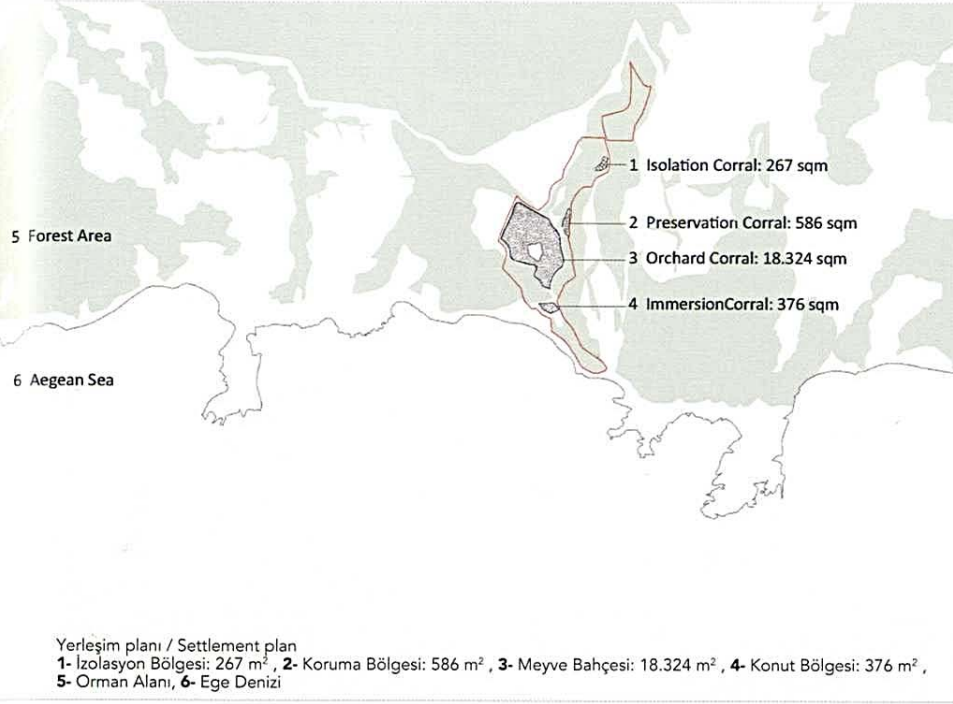 1 Isolation Corral: 267 sqm
2 Preservation Corral: 586 sqm
5 Forest Area
3 Orchard Corral: 18.324 sqm
4 ImmersionCorral: 376 sqm
6 Aegean Sea
Yerleşim planı / Settlement plan
1- İzolasyon Bölgesi: 267 m² , 2- Koruma Bölgesi: 586 m² , 3- Meyve Bahçesi: 18.324 m² , 4- Konut Bölgesi: 376 m² ,
5- Orman Alanı, 6- Ege Denizi